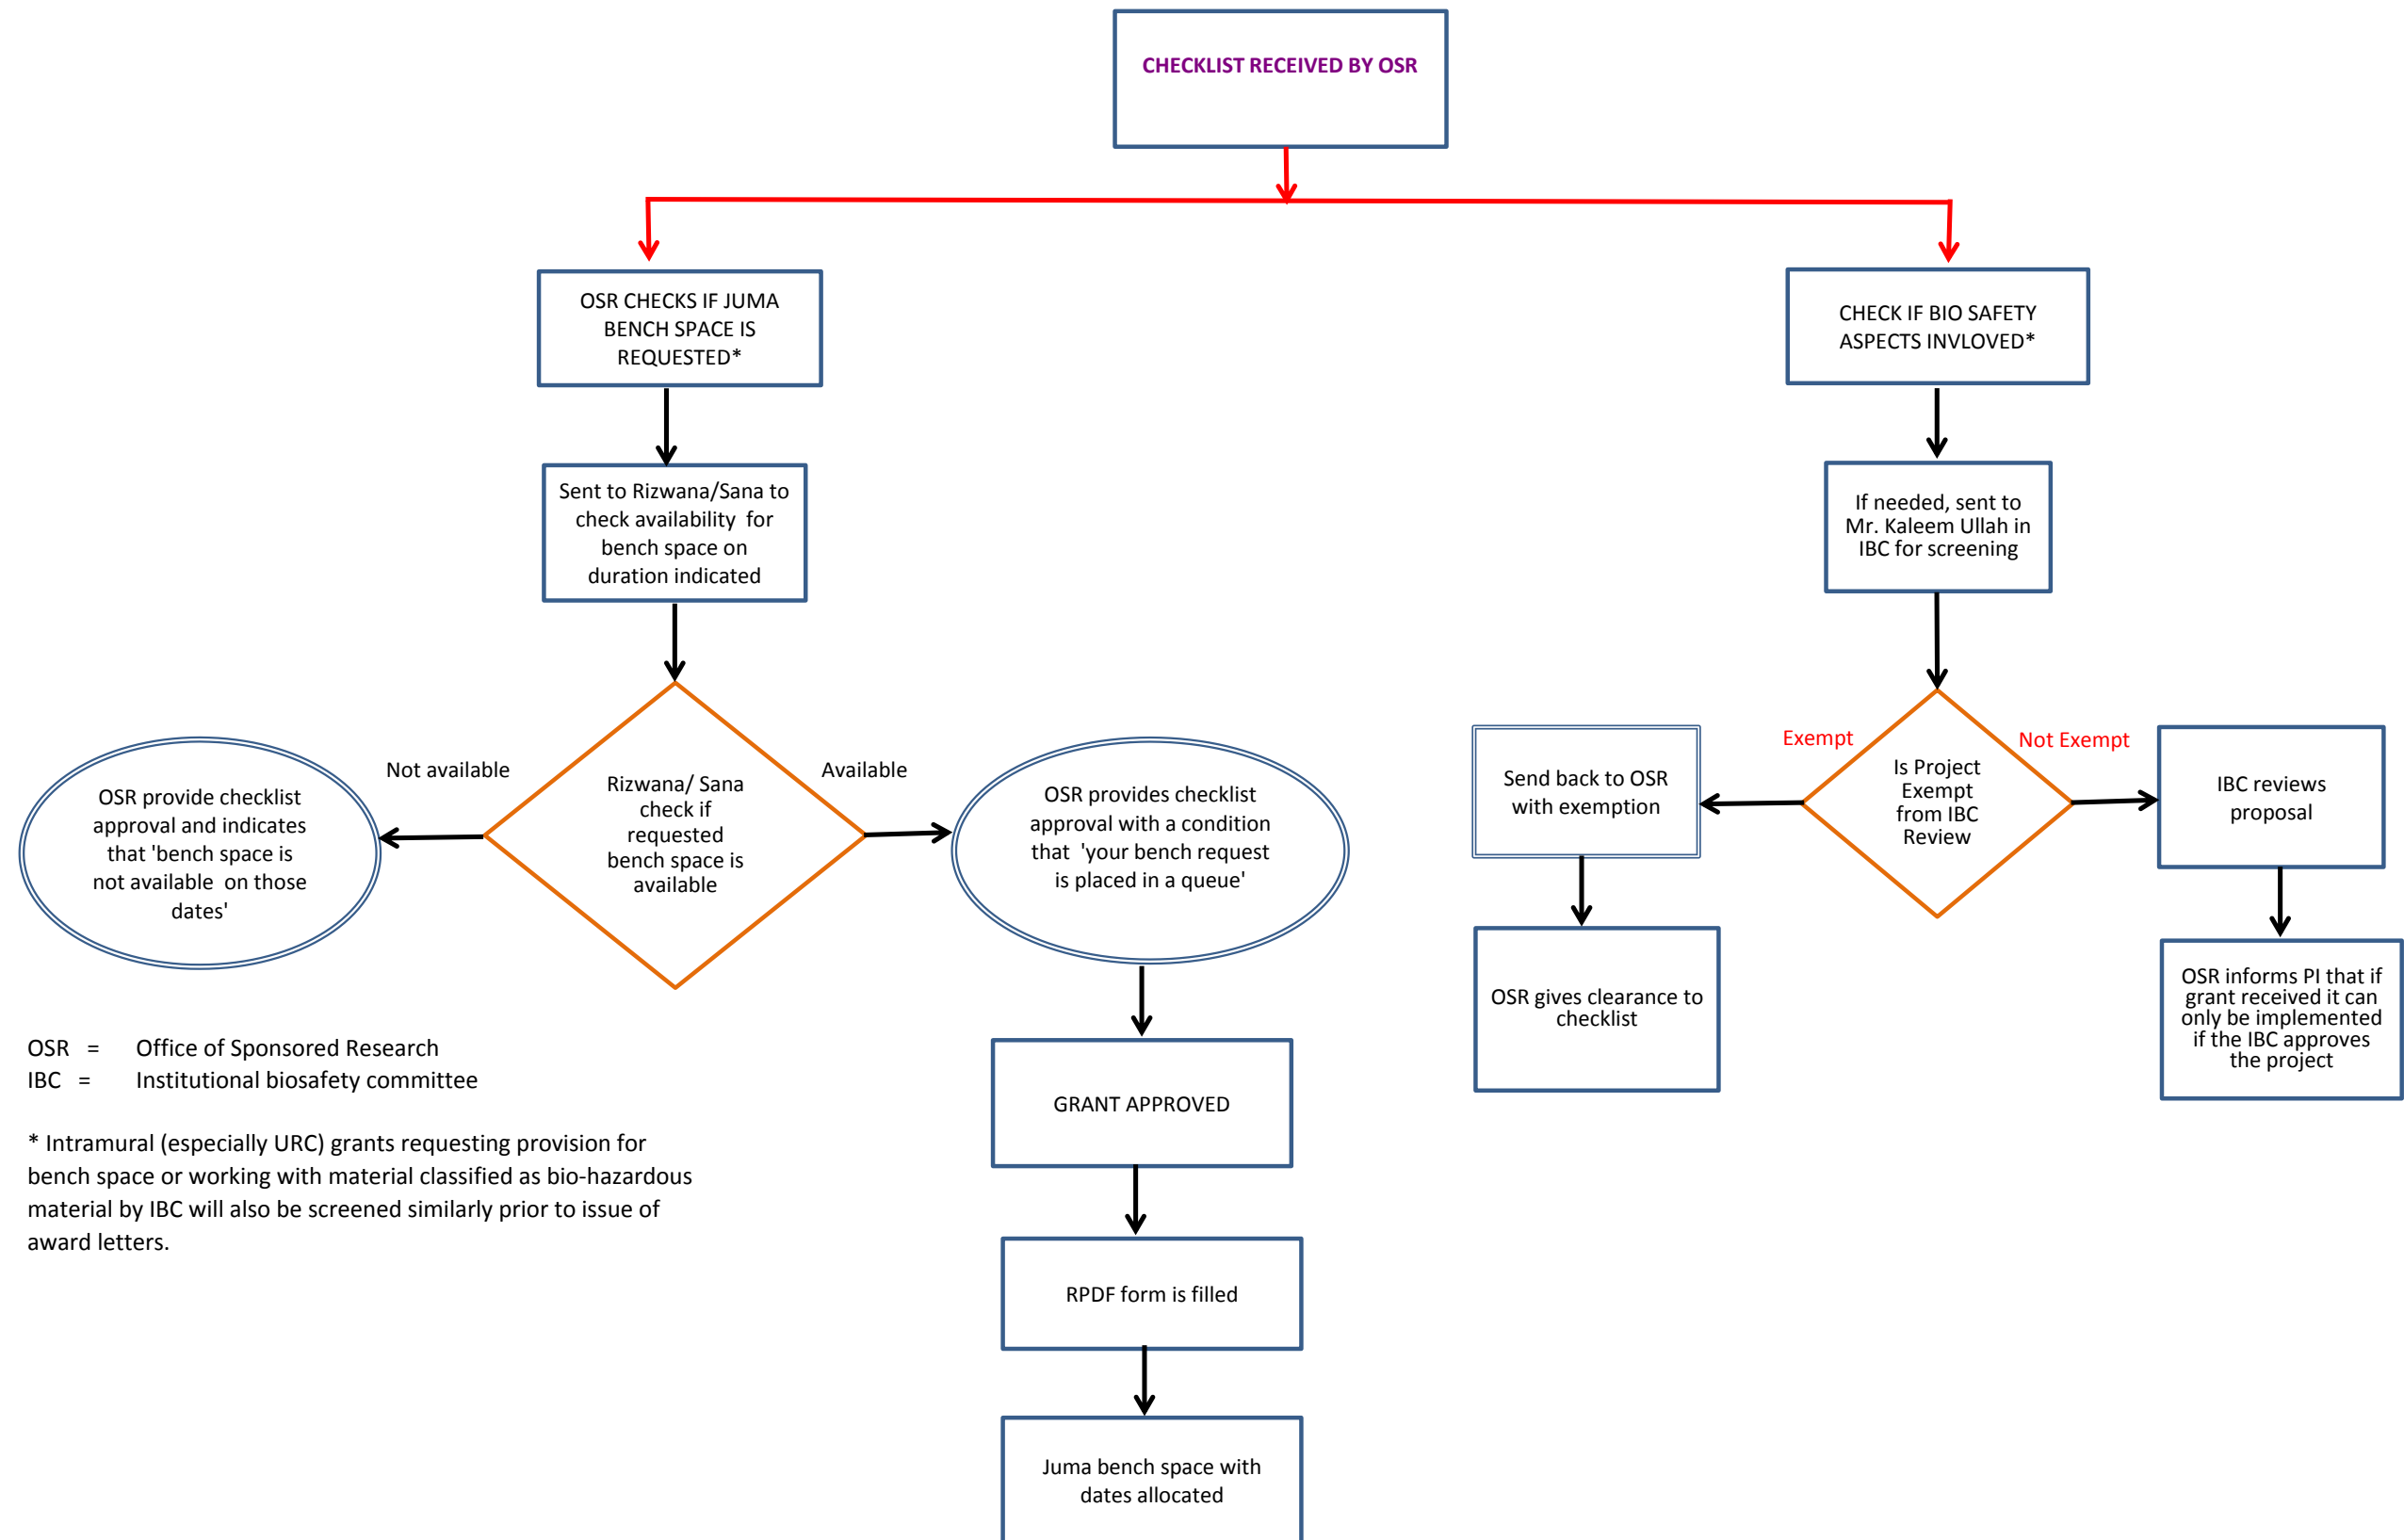 CHECKLIST RECEIVED BY OSR
OSR CHECKS IF JUMA
BENCH SPACE IS
REQUESTED*
CHECK IF BIO SAFETY
ASPECTS INVLOVED*
Sent to Rizwana/Sana to
check availability for
bench space on
duration indicated
If needed, sent to
Mr. Kaleem Ullah in
IBC for screening
Not available
Rizwana/ Sana
check if
requested
bench space is
available
Available
OSR provide checklist
approval and indicates
that 'bench space is
not available on those
dates'
OSR provides checklist
approval with a condition
that 'your bench request
is placed in a queue'
Exempt
Is Project
Exempt
from IBC
Review
Not Exempt
Send back to OSR
with exemption
IBC reviews
proposal
OSR gives clearance to
checklist
OSR informs PI that if
grant received it can
only be implemented
if the IBC approves
the project
GRANT APPROVED
RPDF form is filled
Juma bench space with
dates allocated
OSR = Office of Sponsored Research
IBC = Institutional biosafety committee
* Intramural (especially URC) grants requesting provision for
bench space or working with material classified as bio-hazardous
material by IBC will also be screened similarly prior to issue of
award letters.